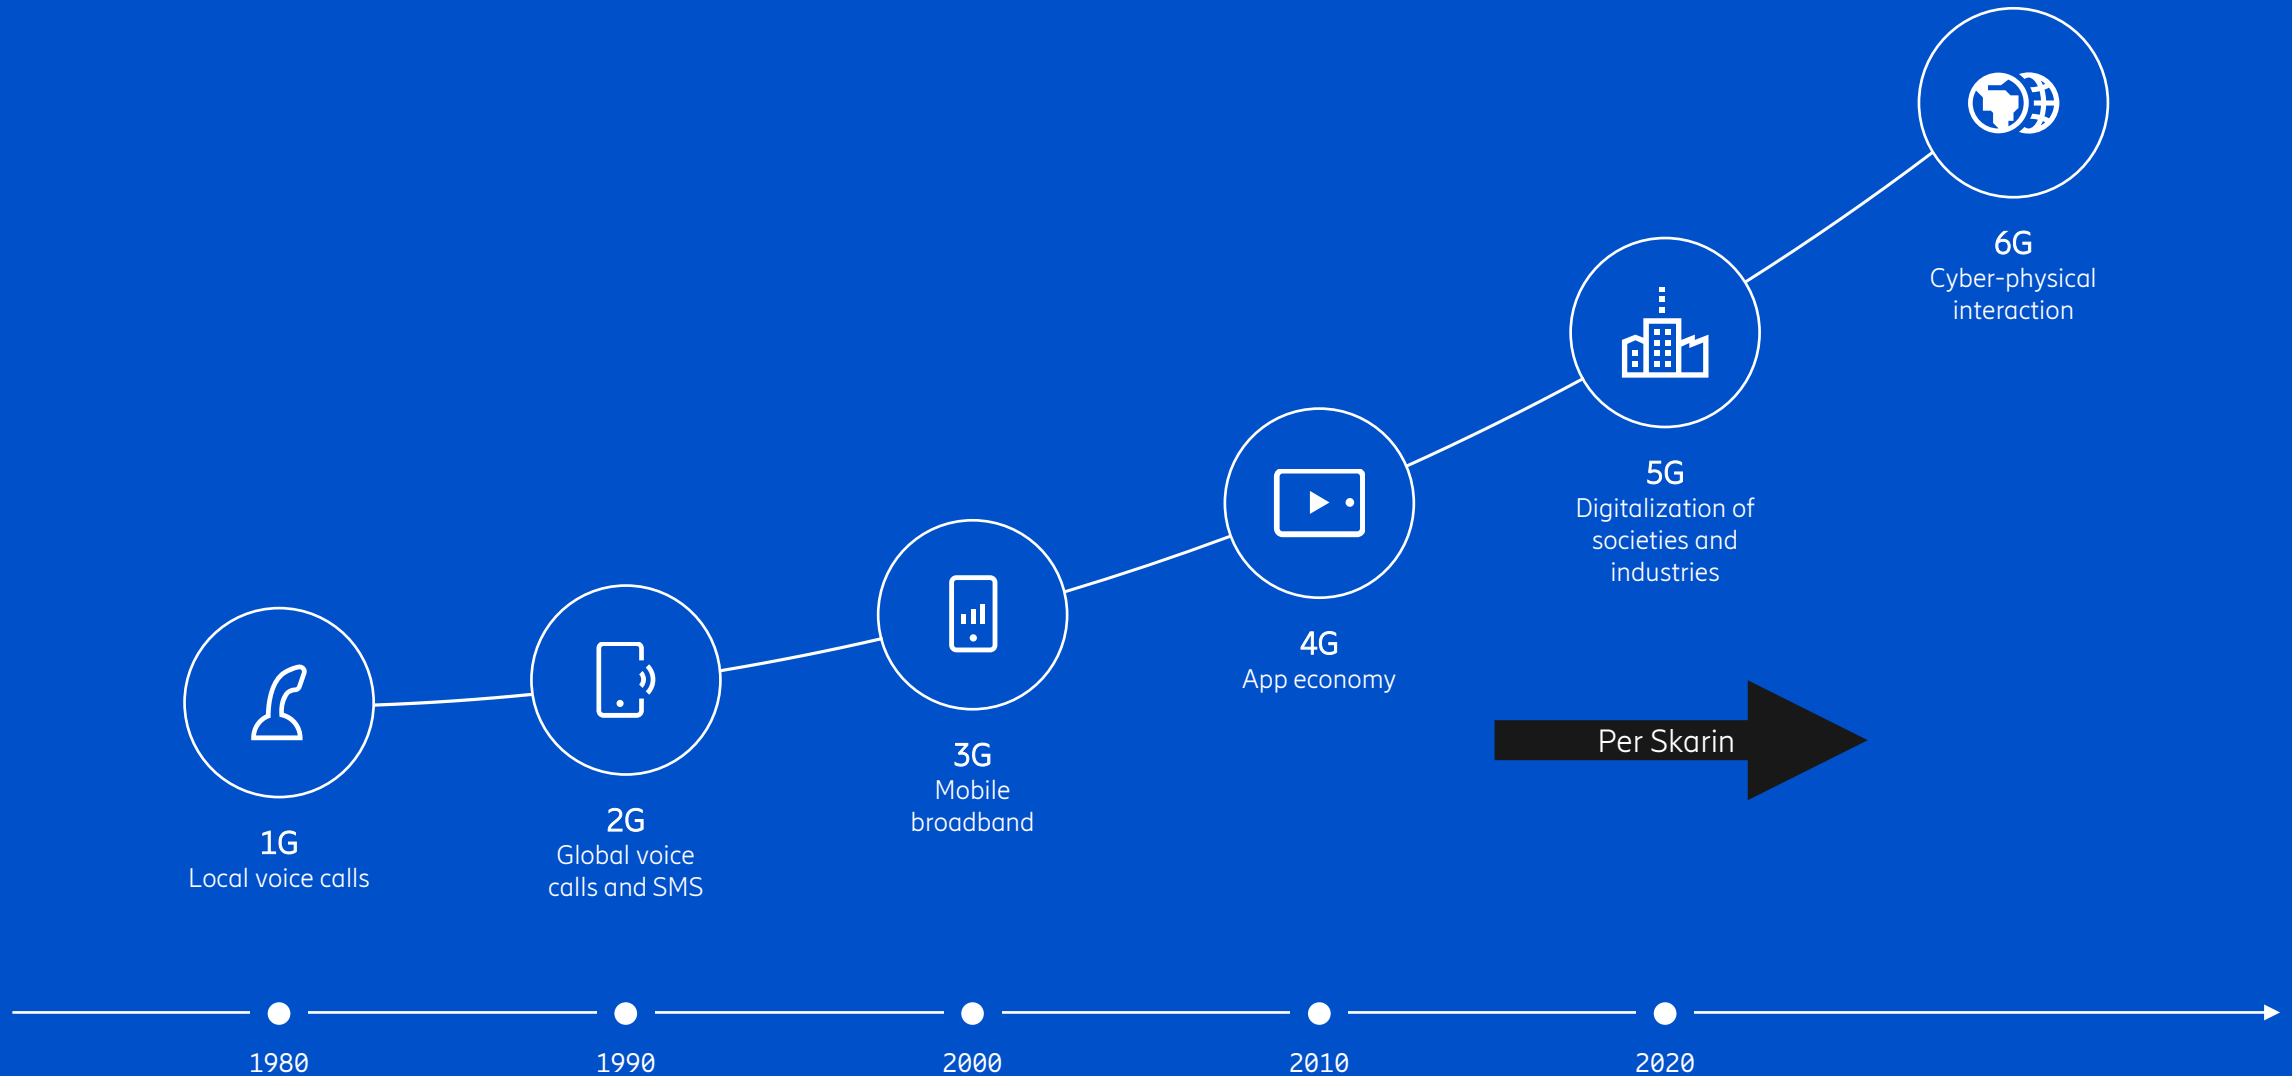 1G
Local voice calls
2G
Global voice
calls and SMS
3G
Mobile
broadband
4G
App economy
5G
Digitalization of
societies and
industries
6G
Cyber-physical
interaction
Per Skarin
1980
1990
2000
2010
2020